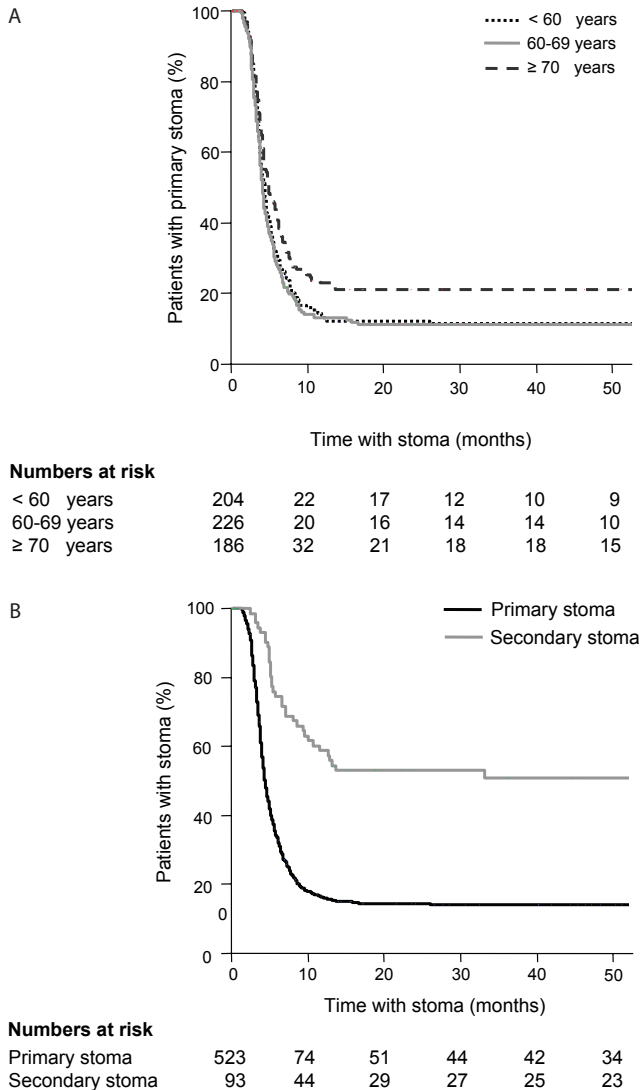 A
< 60 years
60-69 years
≥ 70 years
Patients with primary stoma (%)
100
80
60
40
20
0
0 10 20 30 40 50
Time with stoma (months)
Numbers at risk
< 60 years 204 22 17 12 10 9
60-69 years 226 20 16 14 14 10
≥ 70 years 186 32 21 18 18 15
B
Primary stoma
Secondary stoma
Patients with stoma (%)
100
80
60
40
20
0
0
0 10 20 30 40 50
Time with stoma (months)
Numbers at risk
Primary stoma 523 74 51 44 42 34
Secondary stoma 93 44 29 27 25 23